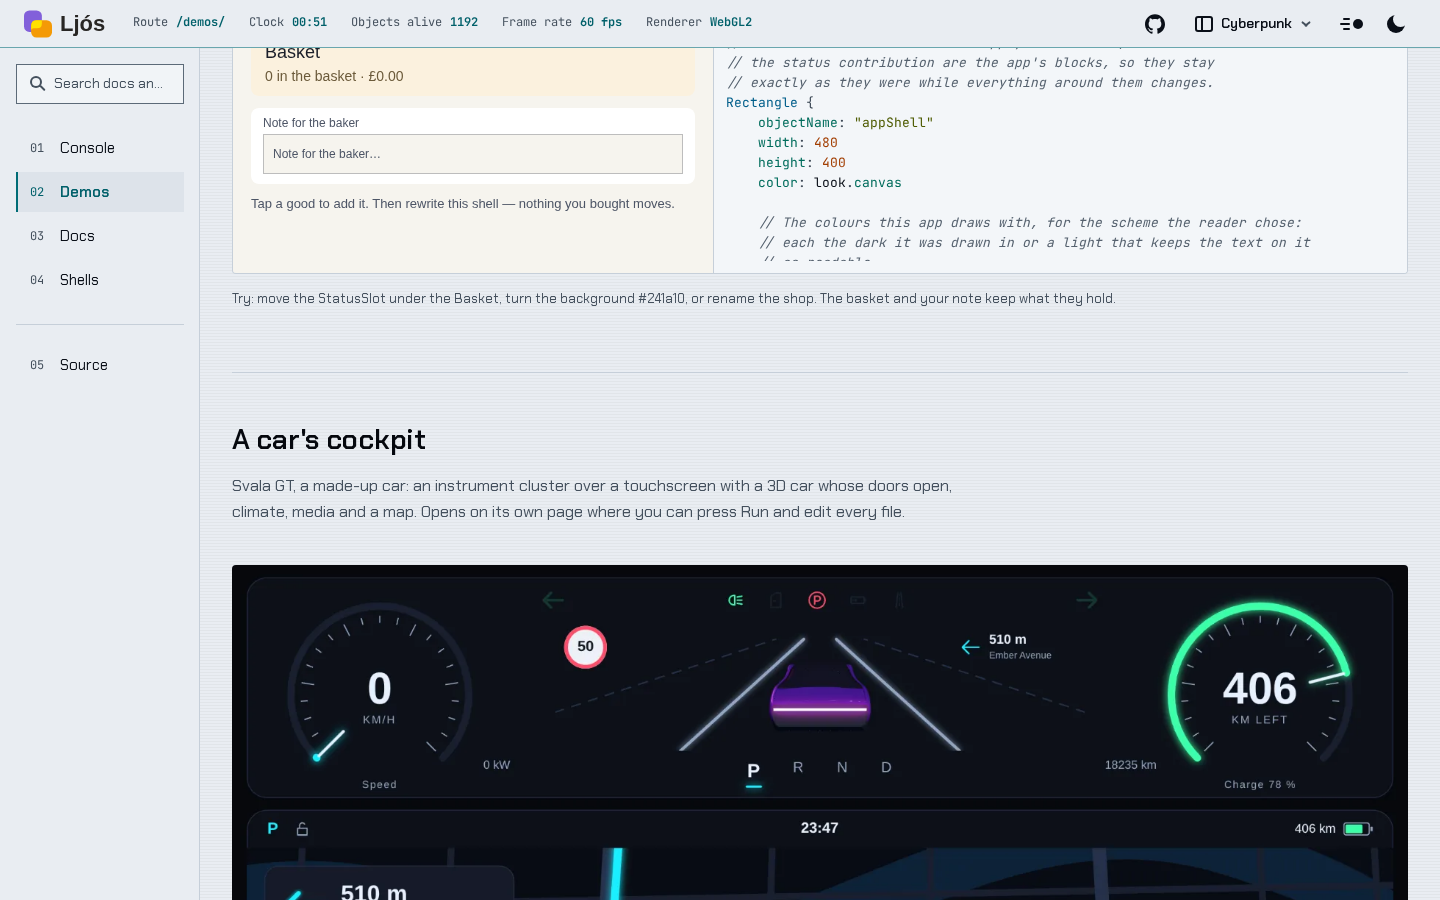 Ljós
Route /demos/ Clock 00:51 Objects alive 1192 Frame rate 60 fps Renderer WebGL2
Cyberpunk
Search docs an...
01 Console
02 Demos
03 Docs
04 Shells
05 Source
Basket
0 in the basket · £0.00
Note for the baker
Note for the baker...
Tap a good to add it. Then rewrite this shell — nothing you bought moves.
// the status contribution are the app's blocks, so they stay
// exactly as they were while everything around them changes.
Rectangle {
objectName: "appShell"
width: 480
height: 400
color: look.canvas
// The colours this app draws with, for the scheme the reader chose:
// each the dark it was drawn in or a light that keeps the text on it
Try: move the StatusSlot under the Basket, turn the background #241a10, or rename the shop. The basket and your note keep what they hold.
A car's cockpit
Svala GT, a made-up car: an instrument cluster over a touchscreen with a 3D car whose doors open,
climate, media and a map. Opens on its own page where you can press Run and edit every file.
0
KM/H
Speed
50
P
510 m
Ember Avenue
0 kW
P R N D
18235 km
406
KM LEFT
Charge 78 %
P
23:47
406 km
510 m